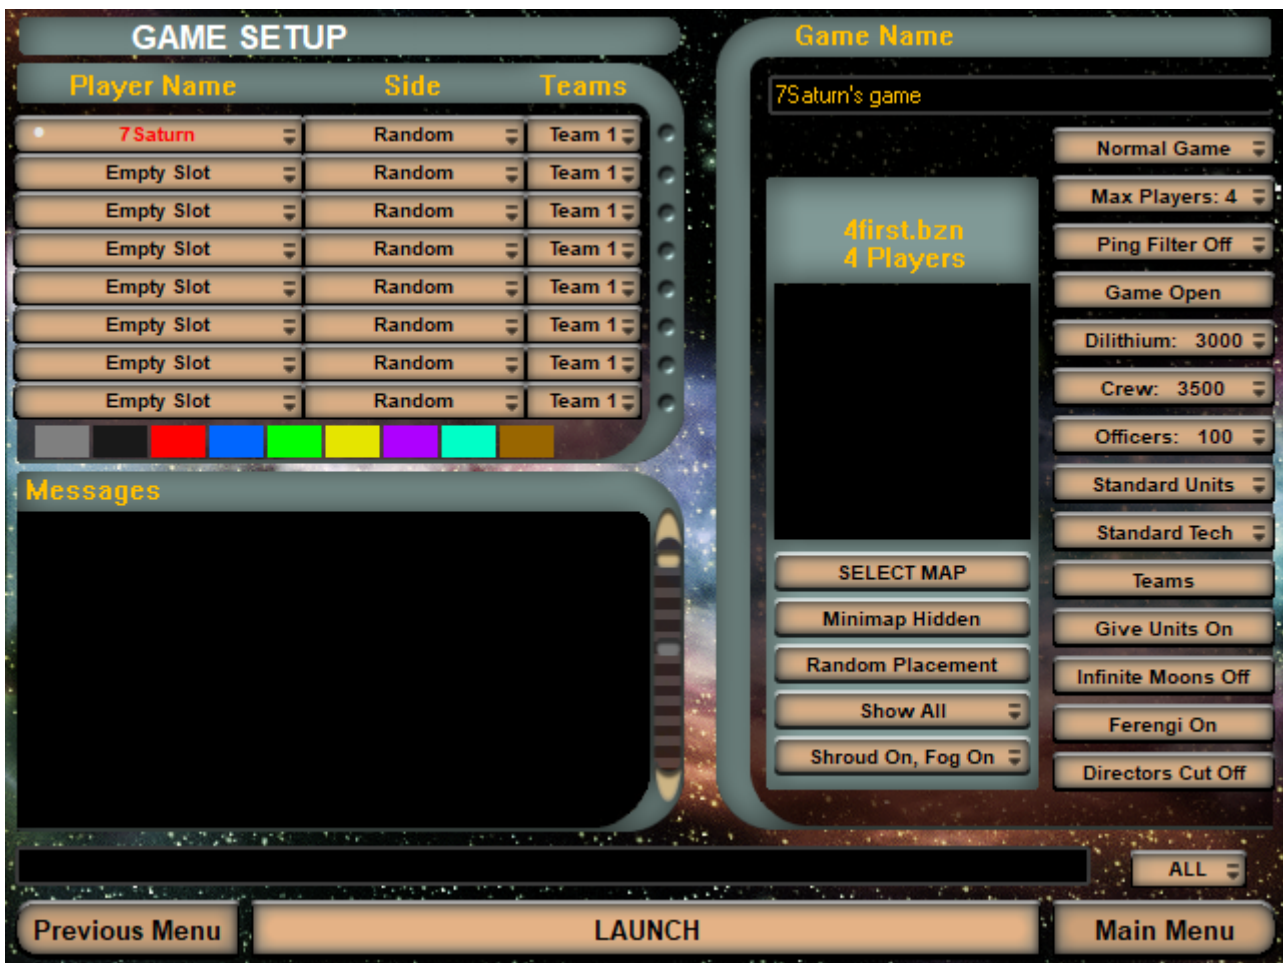 GAME SETUP
Player Name Side Teams
7Saturn Random Team 1
Empty Slot Random Team 1
Empty Slot Random Team 1
Empty Slot Random Team 1
Empty Slot Random Team 1
Empty Slot Random Team 1
Empty Slot Random Team 1
Empty Slot Random Team 1
Messages
Game Name
7Saturn's game
4first.bzn
4 Players
SELECT MAP
Minimap Hidden
Random Placement
Show All
Shroud On, Fog On
Normal Game
Max Players: 4
Ping Filter Off
Game Open
Dilithium: 3000
Crew: 3500
Officers: 100
Standard Units
Standard Tech
Teams
Give Units On
Infinite Moons Off
Ferengi On
Directors Cut Off
ALL
Previous Menu
LAUNCH
Main Menu